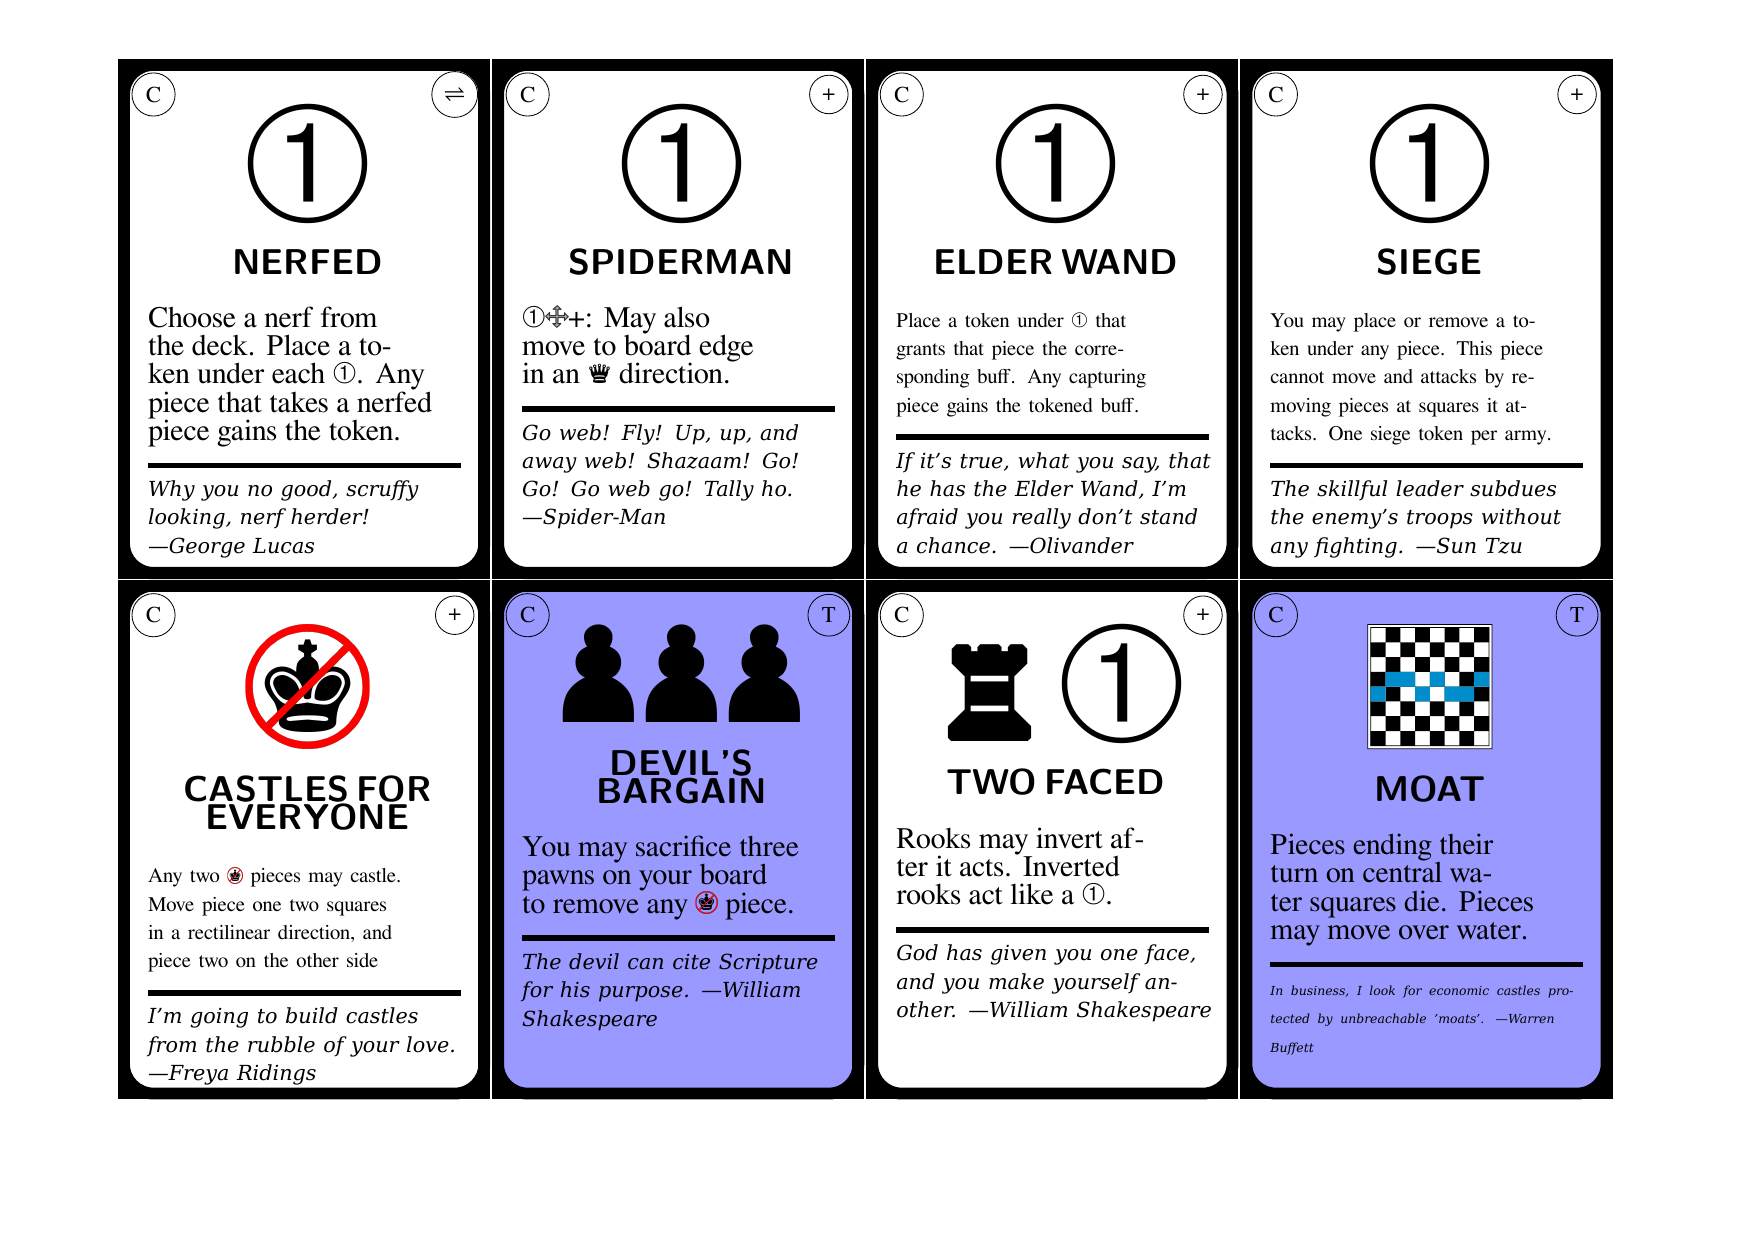 C ⇌
①
NERFED
Choose a nerf from
the deck. Place a to-
ken under each ①. Any
piece that takes a nerfed
piece gains the token.
Why you no good, scruffy
looking, nerf herder!
—George Lucas
C +
①
SPIDERMAN
①✥+: May also
move to board edge
in an ♛ direction.
Go web! Fly! Up, up, and
away web! Shazaam! Go!
Go! Go web go! Tally ho.
—Spider-Man
C +
①
ELDER WAND
Place a token under ① that
grants that piece the corre-
sponding buff. Any capturing
piece gains the tokened buff.
If it’s true, what you say, that
he has the Elder Wand, I’m
afraid you really don’t stand
a chance. —Olivander
C +
①
SIEGE
You may place or remove a to-
ken under any piece. This piece
cannot move and attacks by re-
moving pieces at squares it at-
tacks. One siege token per army.
The skillful leader subdues
the enemy’s troops without
any fighting. —Sun Tzu
C +
CASTLES FOR
EVERYONE
Any two pieces may castle.
Move piece one two squares
in a rectilinear direction, and
piece two on the other side
I’m going to build castles
from the rubble of your love.
—Freya Ridings
C T
DEVIL’S
BARGAIN
You may sacrifice three
pawns on your board
to remove any piece.
The devil can cite Scripture
for his purpose. —William
Shakespeare
C +
①
TWO FACED
Rooks may invert af-
ter it acts. Inverted
rooks act like a ①.
God has given you one face,
and you make yourself an-
other. —William Shakespeare
C T
MOAT
Pieces ending their
turn on central wa-
ter squares die. Pieces
may move over water.
In business, I look for economic castles pro-
tected by unbreachable ‘moats’. —Warren
Buffett